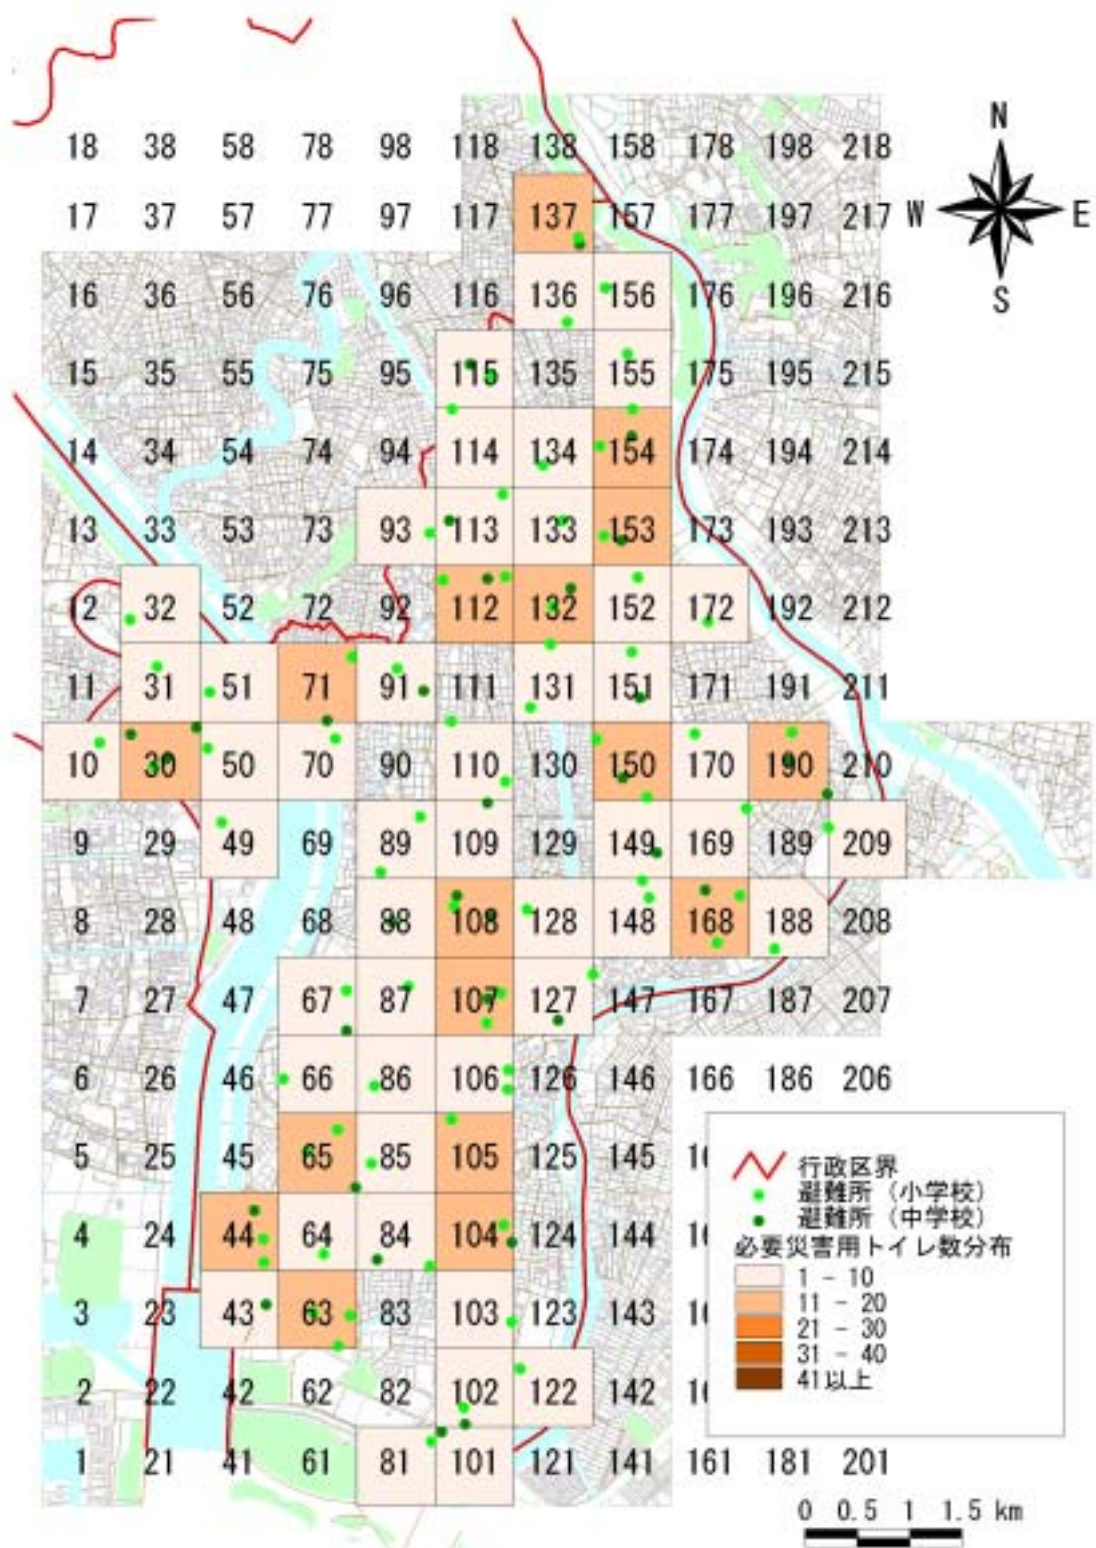 N
18 38 58 78 98 118 138 158 178 198 218
17 37 57 77 97 117 137 157 177 197 217 W E
16 36 56 76 96 116 136 156 176 196 216 S
15 35 55 75 95 115 135 155 175 195 215
14 34 54 74 94 114 134 154 174 194 214
13 33 53 73 93 113 133 153 173 193 213
12 32 52 72 92 112 132 152 172 192 212
11 31 51 71 91 111 131 151 171 191 211
10 30 50 70 90 110 130 150 170 190 210
9 29 49 69 89 109 129 149 169 189 209
8 28 48 68 88 108 128 148 168 188 208
7 27 47 67 87 107 127 147 167 187 207
6 26 46 66 86 106 126 146 166 186 206
5 25 45 65 85 105 125 145
4 24 44 64 84 104 124 144
3 23 43 63 83 103 123 143
2 22 42 62 82 102 122 142
1 21 41 61 81 101 121 141 161 181 201
行政区界
避難所（小学校）
避難所（中学校）
必要災害用トイレ数分布
1 - 10
11 - 20
21 - 30
31 - 40
41以上
0 0.5 1 1.5 km